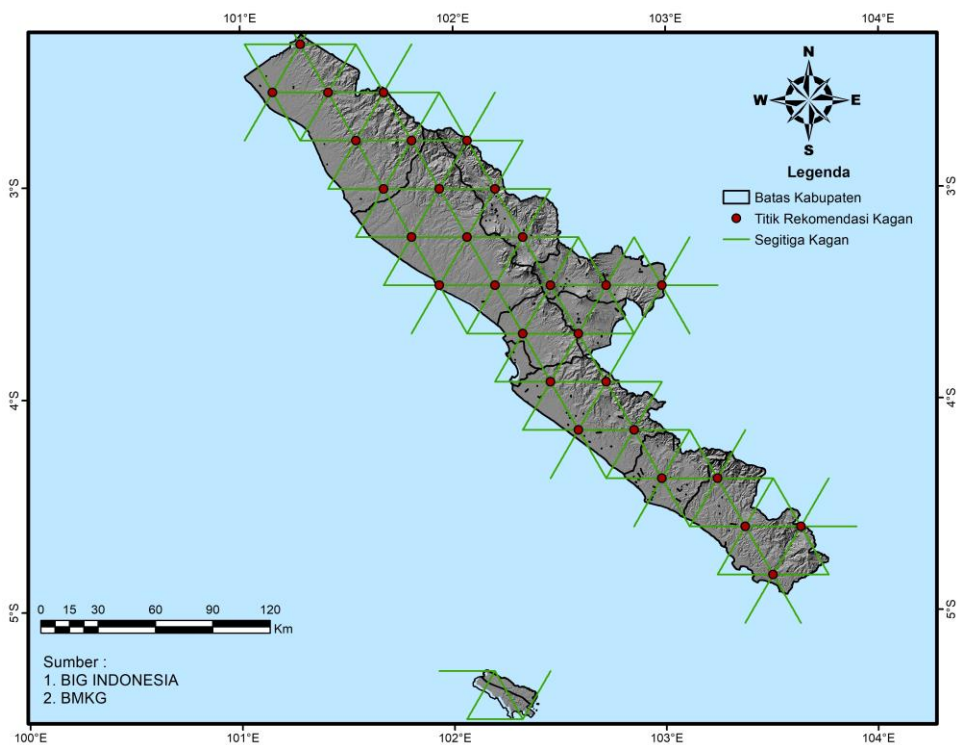 101°E 102°E 103°E 104°E
N
W E
S
Legenda
Batas Kabupaten
Titik Rekomendasi Kagan
Segitiga Kagan
3°S 3°S
4°S 4°S
5°S 5°S
0 15 30 60 90 120
Km
Sumber :
1. BIG INDONESIA
2. BMKG
100°E 101°E 102°E 103°E 104°E